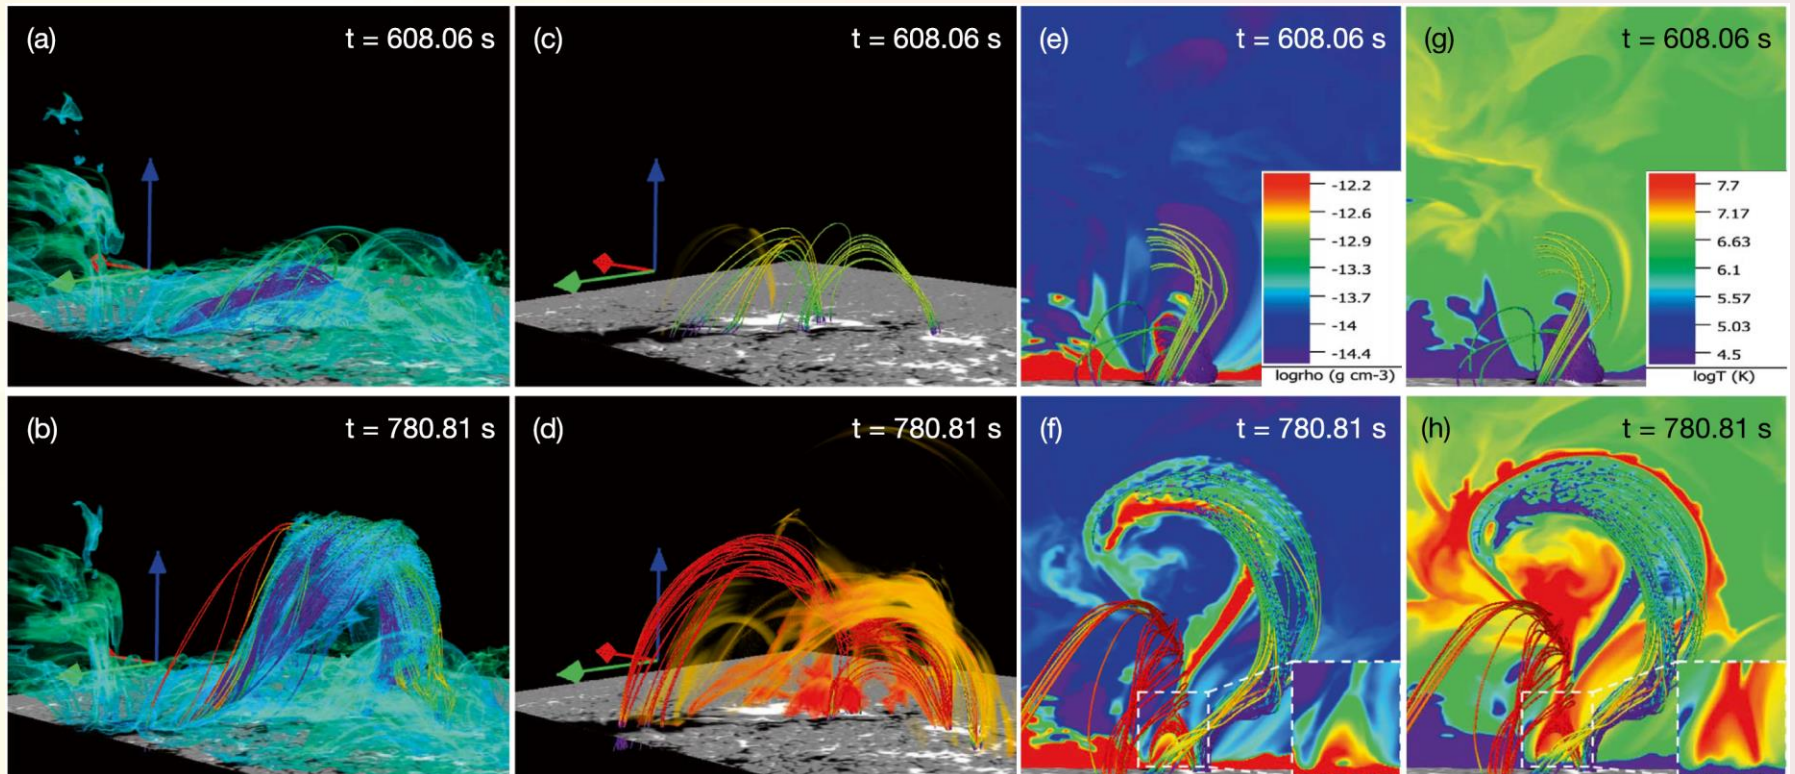 (a) t = 608.06 s
(c) t = 608.06 s
(e) t = 608.06 s
-12.2
-12.6
-12.9
-13.3
-13.7
-14
-14.4
logrho (g cm-3)
(g) t = 608.06 s
7.7
7.17
6.63
6.1
5.57
5.03
4.5
logT (K)
(b) t = 780.81 s
(d) t = 780.81 s
(f) t = 780.81 s
(h) t = 780.81 s